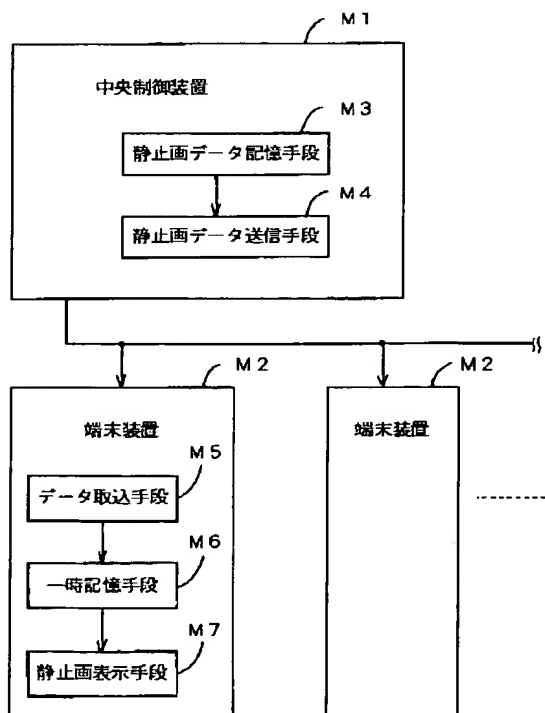 M1
中央制御装置
M3
静止画データ記憶手段
M4
静止画データ送信手段
M2
M2
端末装置
端末装置
M5
データ取込手段
M6
一時記憶手段
M7
静止画表示手段